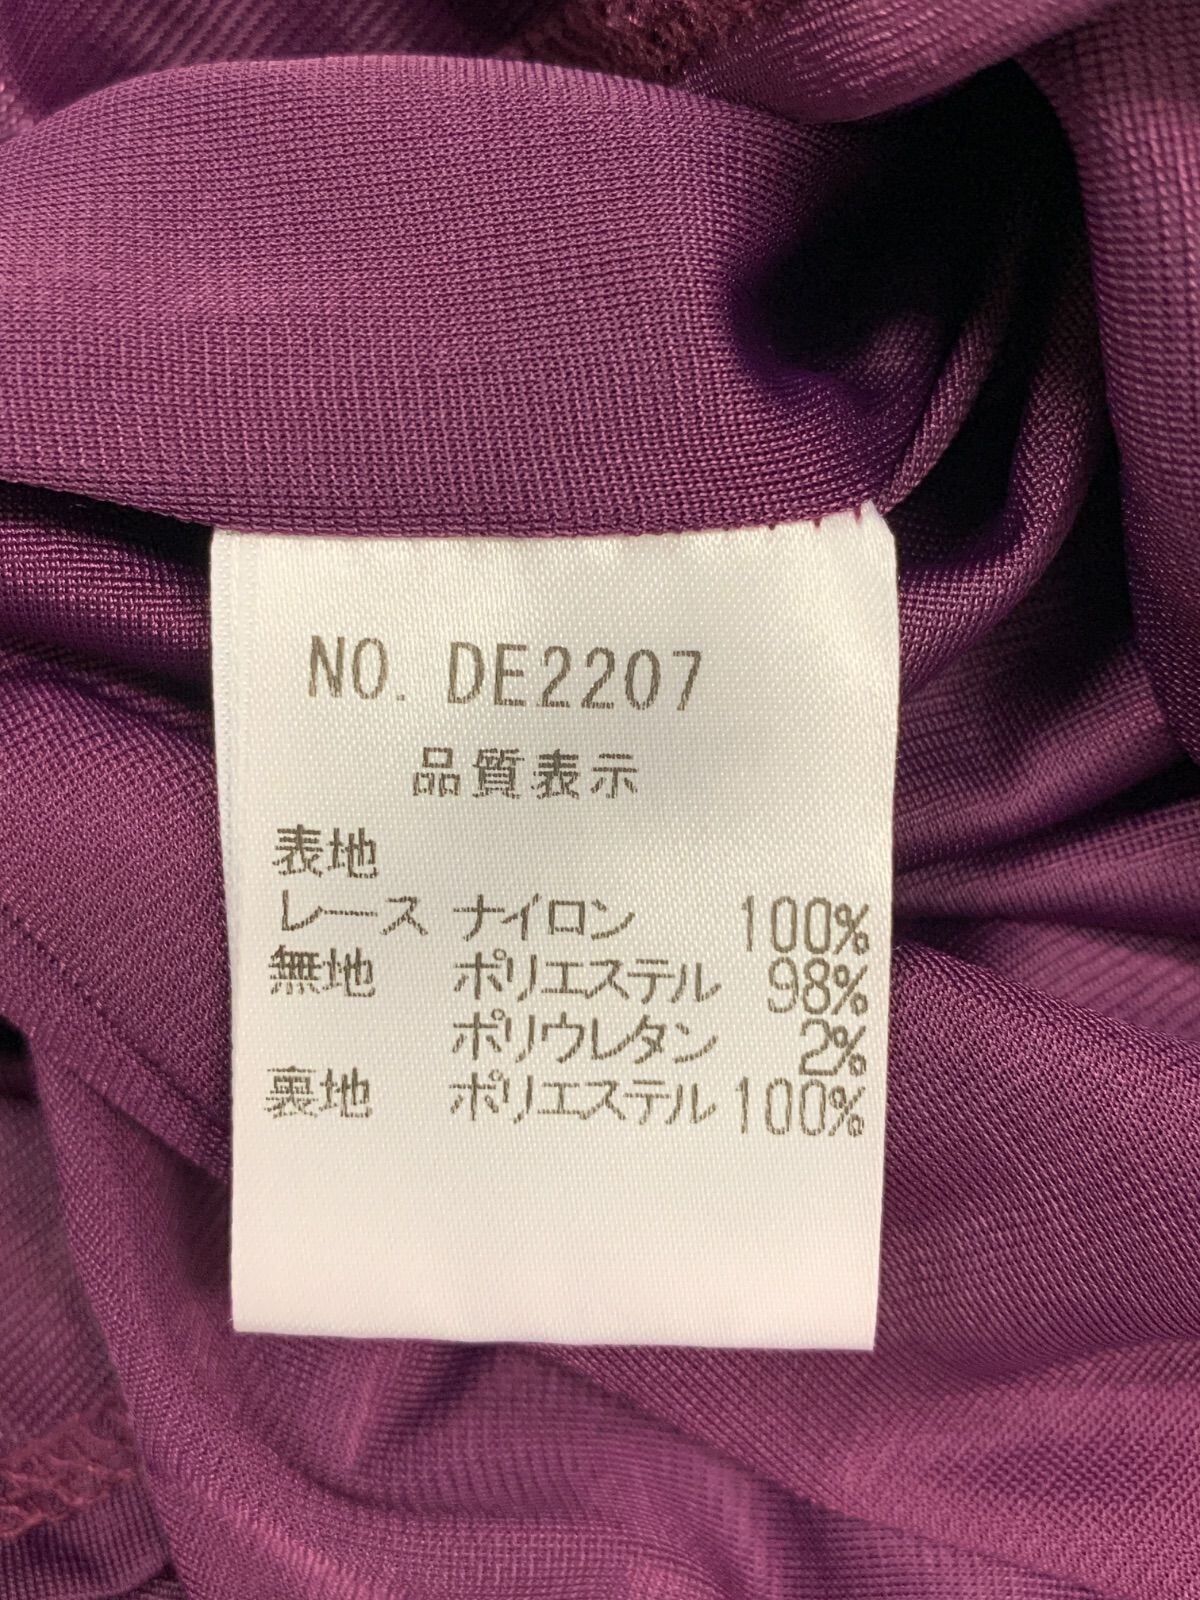 NO. DE2207
品質表示
表地
レース ナイロン 100%
無地 ポリエステル 98%
ポリウレタン 2%
裏地 ポリエステル 100%